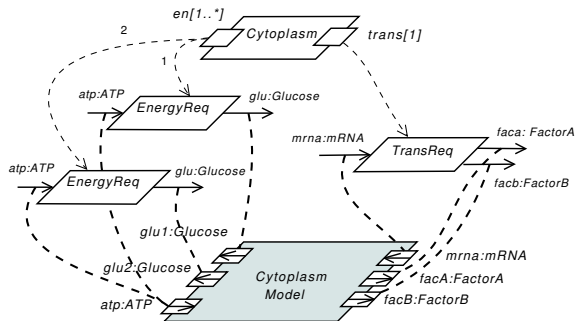 en[1..*]
2
Cytoplasm
trans[1]
1
atp:ATP
EnergyReq
glu:Glucose
mrna:mRNA
TransReq
faca: FactorA
facb:FactorB
atp:ATP
EnergyReq
glu:Glucose
glu1:Glucose
mrna:mRNA
glu2:Glucose
Cytoplasm
Model
facA:FactorA
atp:ATP
facB:FactorB